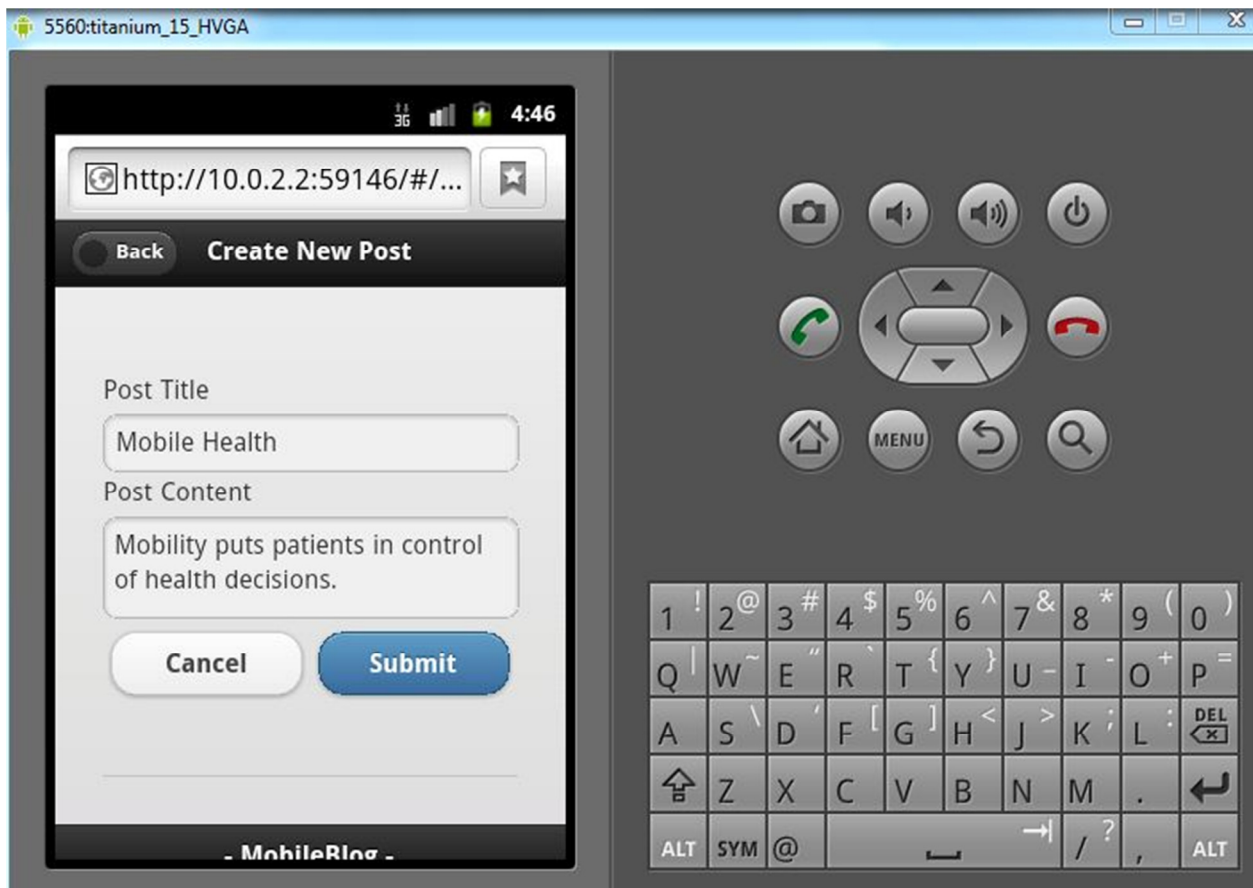 5560:titanium_15_HVGA
3G 4:46
http://10.0.2.2:59146/#/...
Back Create New Post
Post Title
Mobile Health
Post Content
Mobility puts patients in control
of health decisions.
Cancel Submit
- MobileBlog -
MENU
1 ! 2 @ 3 # 4 $ 5 % 6 ^ 7 & 8 * 9 ( 0 )
Q | W ~ E " R ` T { Y } U _ I - O + P =
A S \ D ' F [ G ] H < J > K ; L : DEL
Z X C V B N M .
ALT SYM @ / ? , ALT